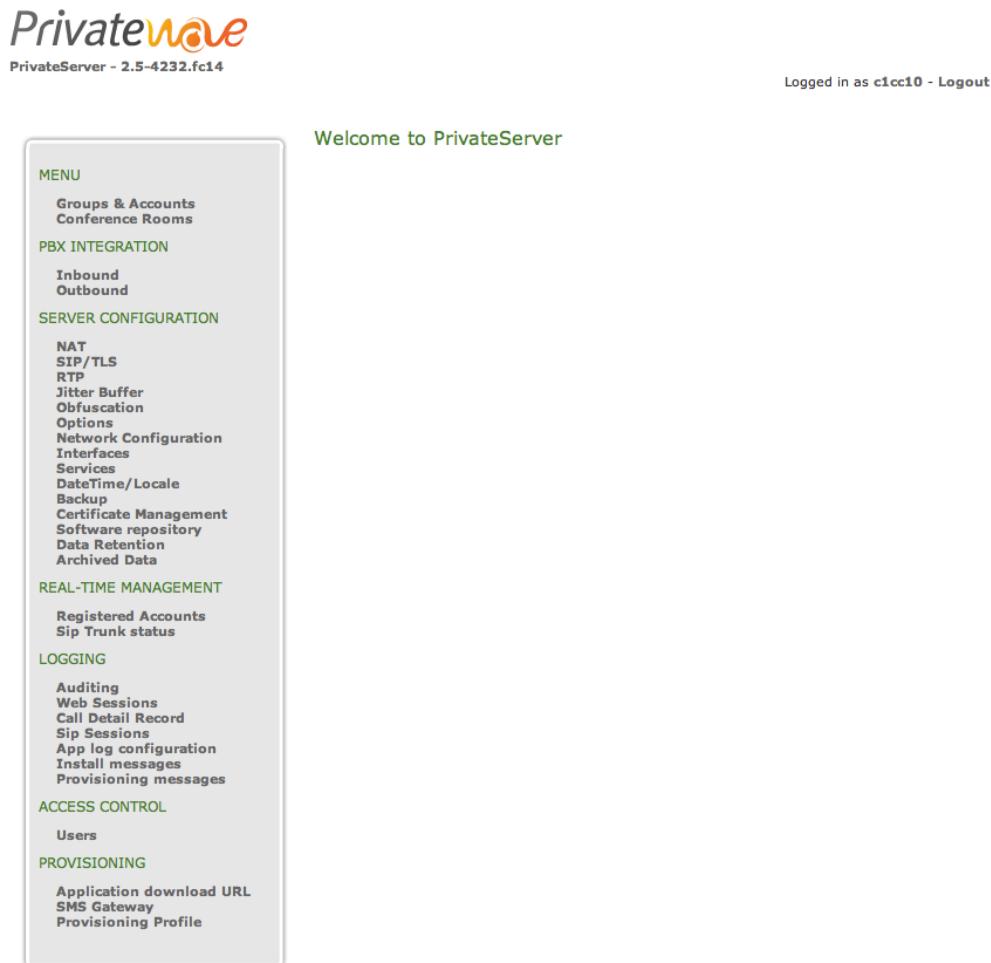 Privatewave
PrivateServer - 2.5-4232.fc14
Logged in as c1cc10 - Logout
Welcome to PrivateServer
MENU
Groups & Accounts
Conference Rooms
PBX INTEGRATION
Inbound
Outbound
SERVER CONFIGURATION
NAT
SIP/TLS
RTP
Jitter Buffer
Obfuscation
Options
Network Configuration
Interfaces
Services
DateTime/Locale
Backup
Certificate Management
Software repository
Data Retention
Archived Data
REAL-TIME MANAGEMENT
Registered Accounts
Sip Trunk status
LOGGING
Auditing
Web Sessions
Call Detail Record
Sip Sessions
App log configuration
Install messages
Provisioning messages
ACCESS CONTROL
Users
PROVISIONING
Application download URL
SMS Gateway
Provisioning Profile